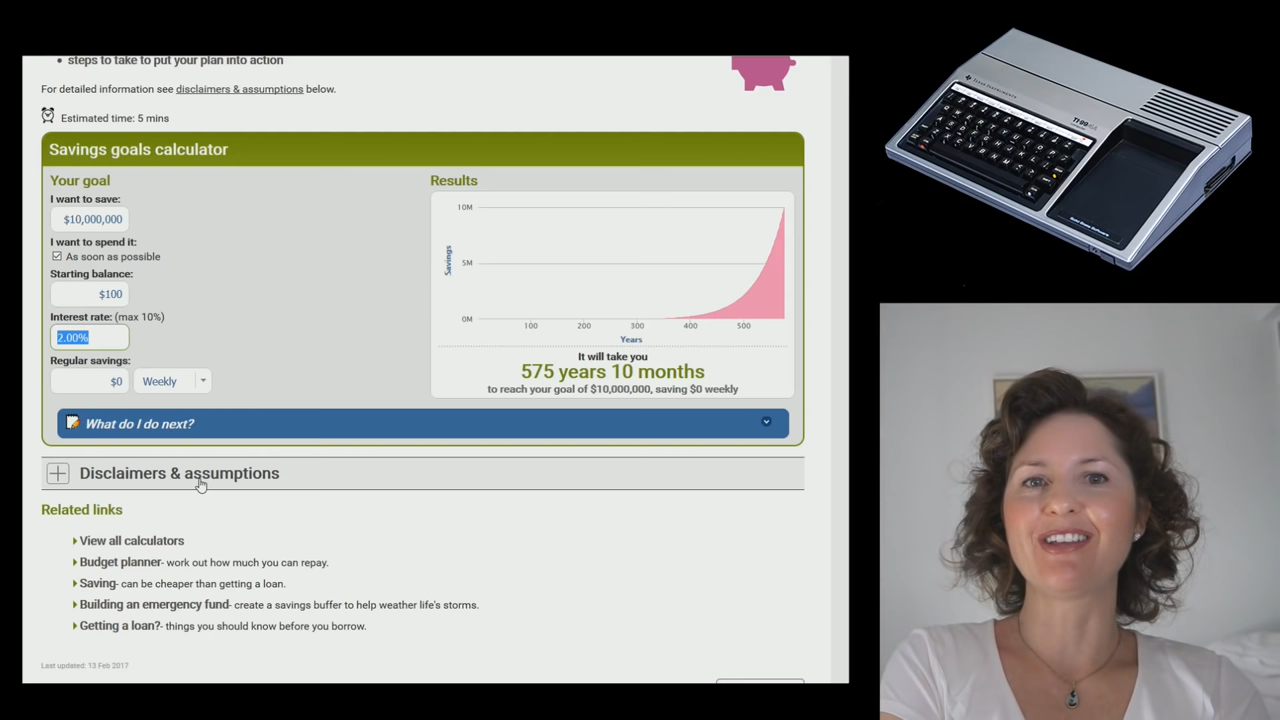 steps to take to put your plan into action
For detailed information see disclaimers & assumptions below.
Estimated time: 5 mins
Savings goals calculator
Your goal
I want to save:
$10,000,000
I want to spend it:
As soon as possible
Starting balance:
$100
Interest rate: (max 10%)
2.00%
Regular savings:
$0 Weekly
Results
10M
5M
0M
Savings
100 200 300 400 500
Years
It will take you
575 years 10 months
to reach your goal of $10,000,000, saving $0 weekly
What do I do next?
Disclaimers & assumptions
Related links
View all calculators
Budget planner- work out how much you can repay.
Saving- can be cheaper than getting a loan.
Building an emergency fund- create a savings buffer to help weather life's storms.
Getting a loan?- things you should know before you borrow.
Last updated: 13 Feb 2017
Texas Instruments
TI-99/4A